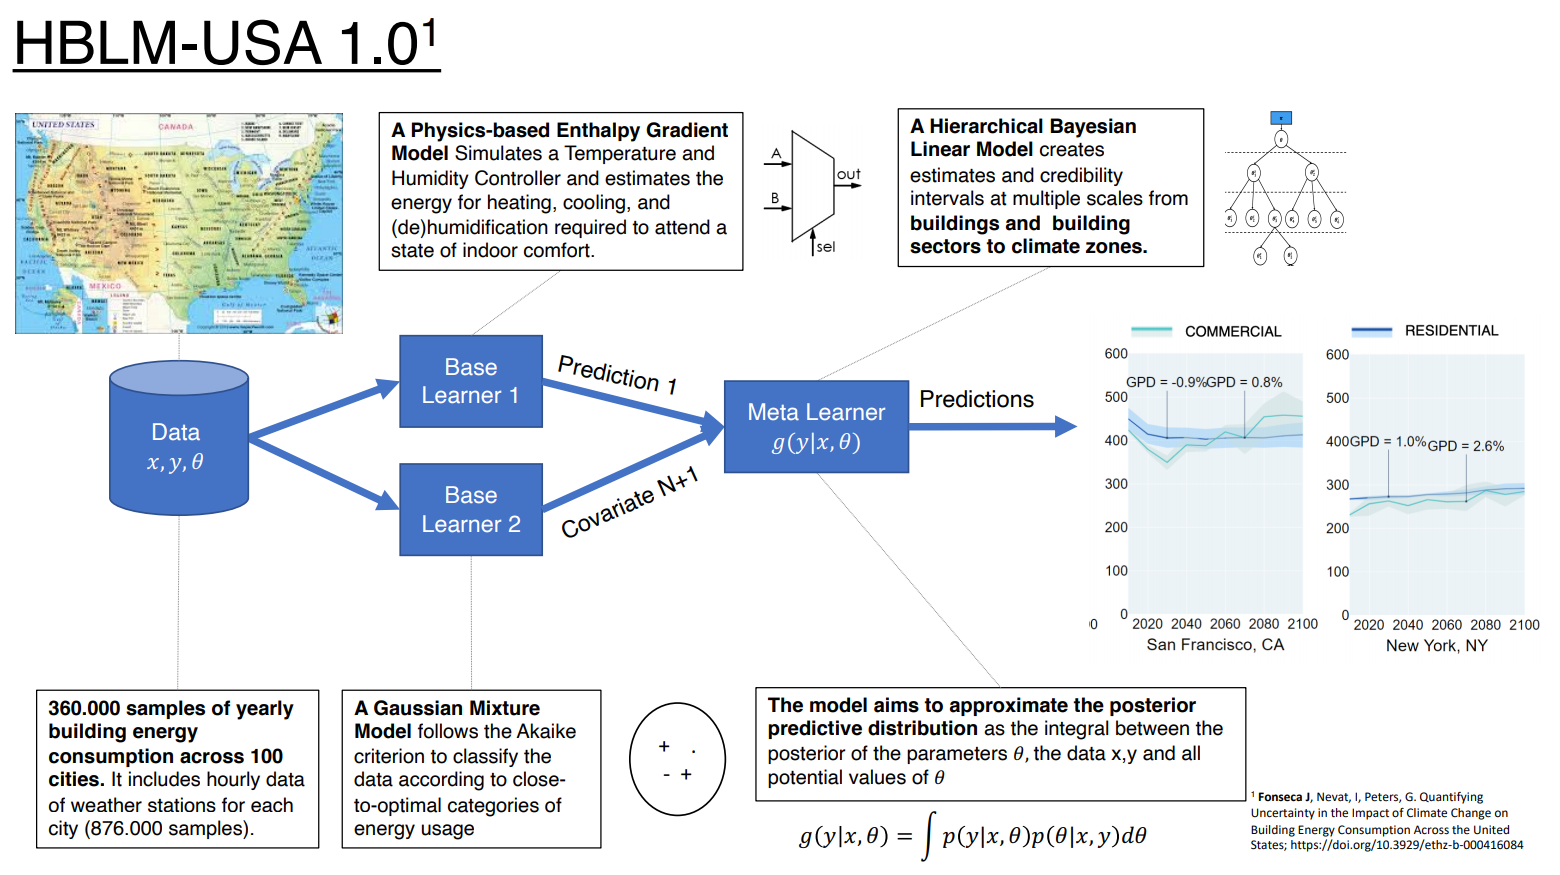 HBLM-USA 1.0¹
UNITED STATES
CANADA
MEXICO
A Physics-based Enthalpy Gradient
Model Simulates a Temperature and
Humidity Controller and estimates the
energy for heating, cooling, and
(de)humidification required to attend a
state of indoor comfort.
A
B
out
sel
A Hierarchical Bayesian
Linear Model creates
estimates and credibility
intervals at multiple scales from
buildings and building
sectors to climate zones.
Data
x, y, θ
Base
Learner 1
Base
Learner 2
Prediction 1
Covariate N+1
Meta Learner
g(y|x, θ)
Predictions
COMMERCIAL
RESIDENTIAL
600
500
400
300
200
100
0
GPD = -0.9%
GPD = 0.8%
2020 2040 2060 2080 2100
San Francisco, CA
600
500
400
300
200
100
0
GPD = 1.0%
GPD = 2.6%
2020 2040 2060 2080 2100
New York, NY
360.000 samples of yearly
building energy
consumption across 100
cities. It includes hourly data
of weather stations for each
city (876.000 samples).
A Gaussian Mixture
Model follows the Akaike
criterion to classify the
data according to close-
to-optimal categories of
energy usage
+ .
- +
The model aims to approximate the posterior
predictive distribution as the integral between the
posterior of the parameters θ, the data x,y and all
potential values of θ
g(y|x, θ) = ∫ p(y|x, θ)p(θ|x, y)dθ
¹ Fonseca J, Nevat, I, Peters, G. Quantifying
Uncertainty in the Impact of Climate Change on
Building Energy Consumption Across the United
States; https://doi.org/10.3929/ethz-b-000416084